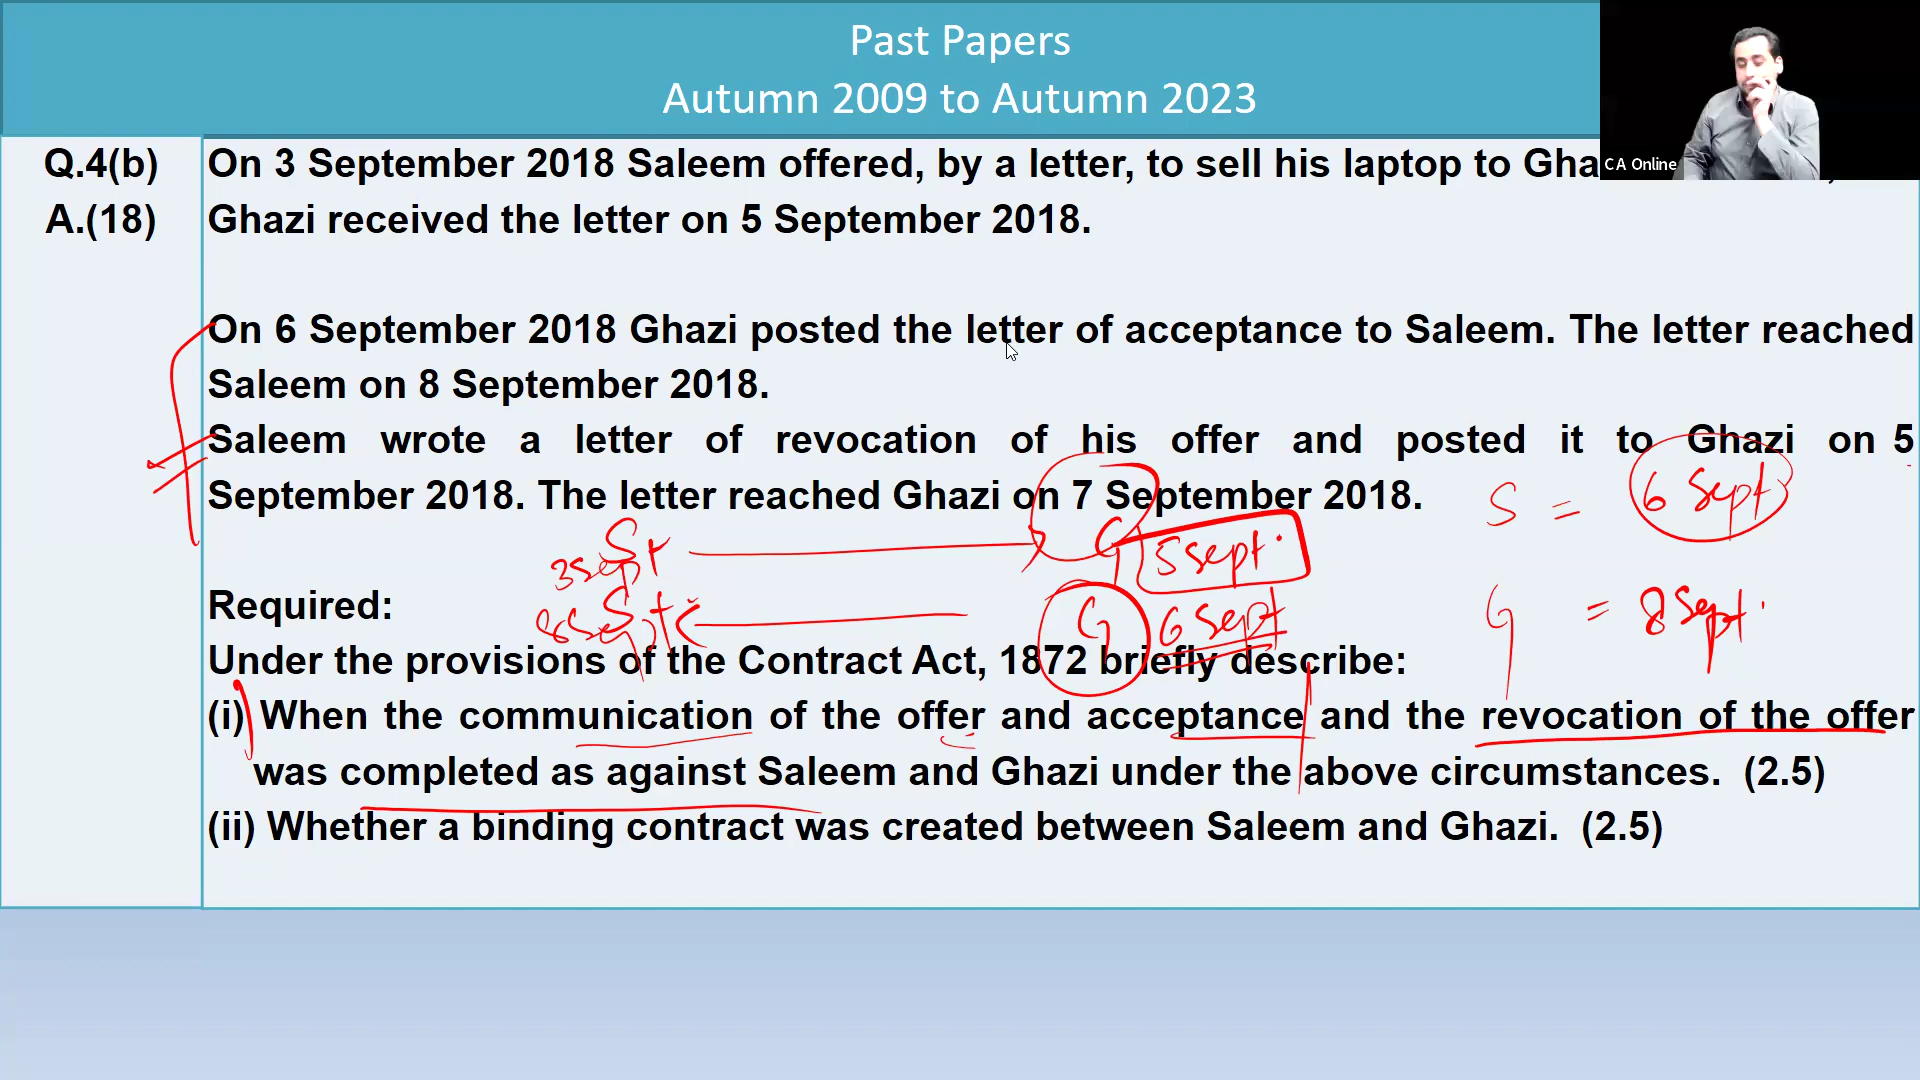 Past Papers
Autumn 2009 to Autumn 2023
C A Online
Q.4(b)
A.(18)
On 3 September 2018 Saleem offered, by a letter, to sell his laptop to Gha
Ghazi received the letter on 5 September 2018.
On 6 September 2018 Ghazi posted the letter of acceptance to Saleem. The letter reached
Saleem on 8 September 2018.
Saleem wrote a letter of revocation of his offer and posted it to Ghazi on 5
September 2018. The letter reached Ghazi on 7 September 2018.
S = 6 Sept
3 Sept S G 5 Sept.
G = 8 Sept.
Required:
S G 6 Sept
Under the provisions of the Contract Act, 1872 briefly describe:
(i) When the communication of the offer and acceptance and the revocation of the offer
was completed as against Saleem and Ghazi under the above circumstances. (2.5)
(ii) Whether a binding contract was created between Saleem and Ghazi. (2.5)